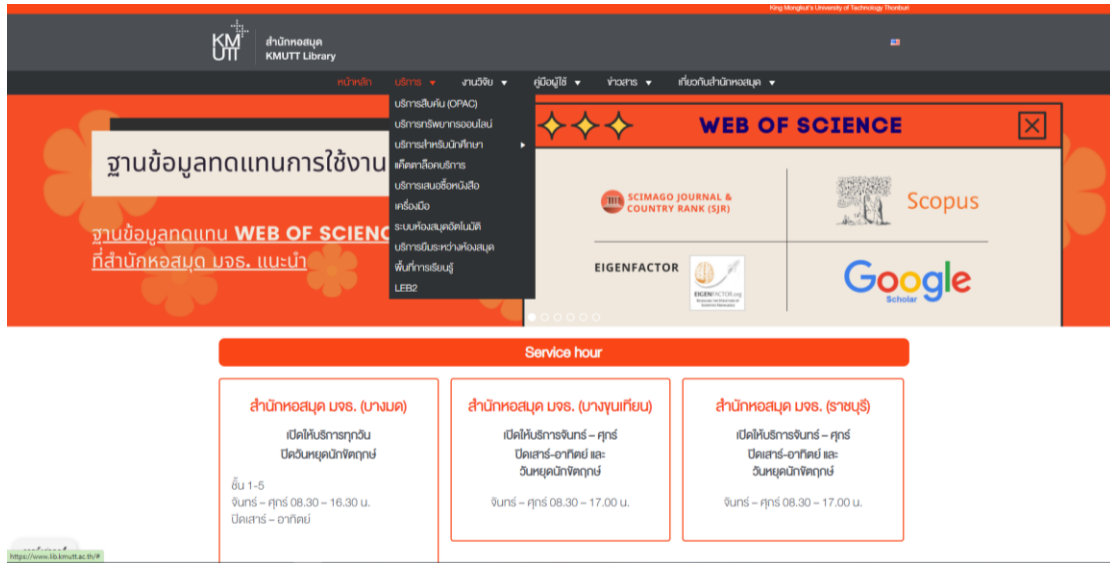 King Mongkut's University of Technology Thonburi
KM
UTT
สำนักหอสมุด
KMUTT Library
หน้าหลัก บริการ งานวิจัย คู่มือผู้ใช้ ข่าวสาร เกี่ยวกับสำนักหอสมุด
บริการสืบค้น (OPAC)
บริการทรัพยากรออนไลน์
บริการสำหรับนักศึกษา
แค็ตตาล็อคบริการ
บริการเสนอซื้อหนังสือ
เครื่องมือ
ระบบห้องสมุดอัตโนมัติ
บริการยืมระหว่างห้องสมุด
พื้นที่การเรียนรู้
LEB2
ฐานข้อมูลทดแทนการใช้งาน
ฐานข้อมูลทดแทน WEB OF SCIENC
ที่สำนักหอสมุด มจธ. แนะนำ
WEB OF SCIENCE
SCIMAGO JOURNAL &
COUNTRY RANK (SJR)
Scopus
EIGENFACTOR
EIGENFACTOR.org
Google
Scholar
Service hour
สำนักหอสมุด มจธ. (บางมด)
เปิดให้บริการทุกวัน
ปิดวันหยุดนักขัตฤกษ์
ชั้น 1-5
จันทร์ – ศุกร์ 08.30 – 16.30 น.
ปิดเสาร์ – อาทิตย์
สำนักหอสมุด มจธ. (บางขุนเทียน)
เปิดให้บริการจันทร์ – ศุกร์
ปิดเสาร์-อาทิตย์ และ
วันหยุดนักขัตฤกษ์
จันทร์ – ศุกร์ 08.30 – 17.00 น.
สำนักหอสมุด มจธ. (ราชบุรี)
เปิดให้บริการจันทร์ – ศุกร์
ปิดเสาร์-อาทิตย์ และ
วันหยุดนักขัตฤกษ์
จันทร์ – ศุกร์ 08.30 – 17.00 น.
https://www.lib.kmutt.ac.th/#